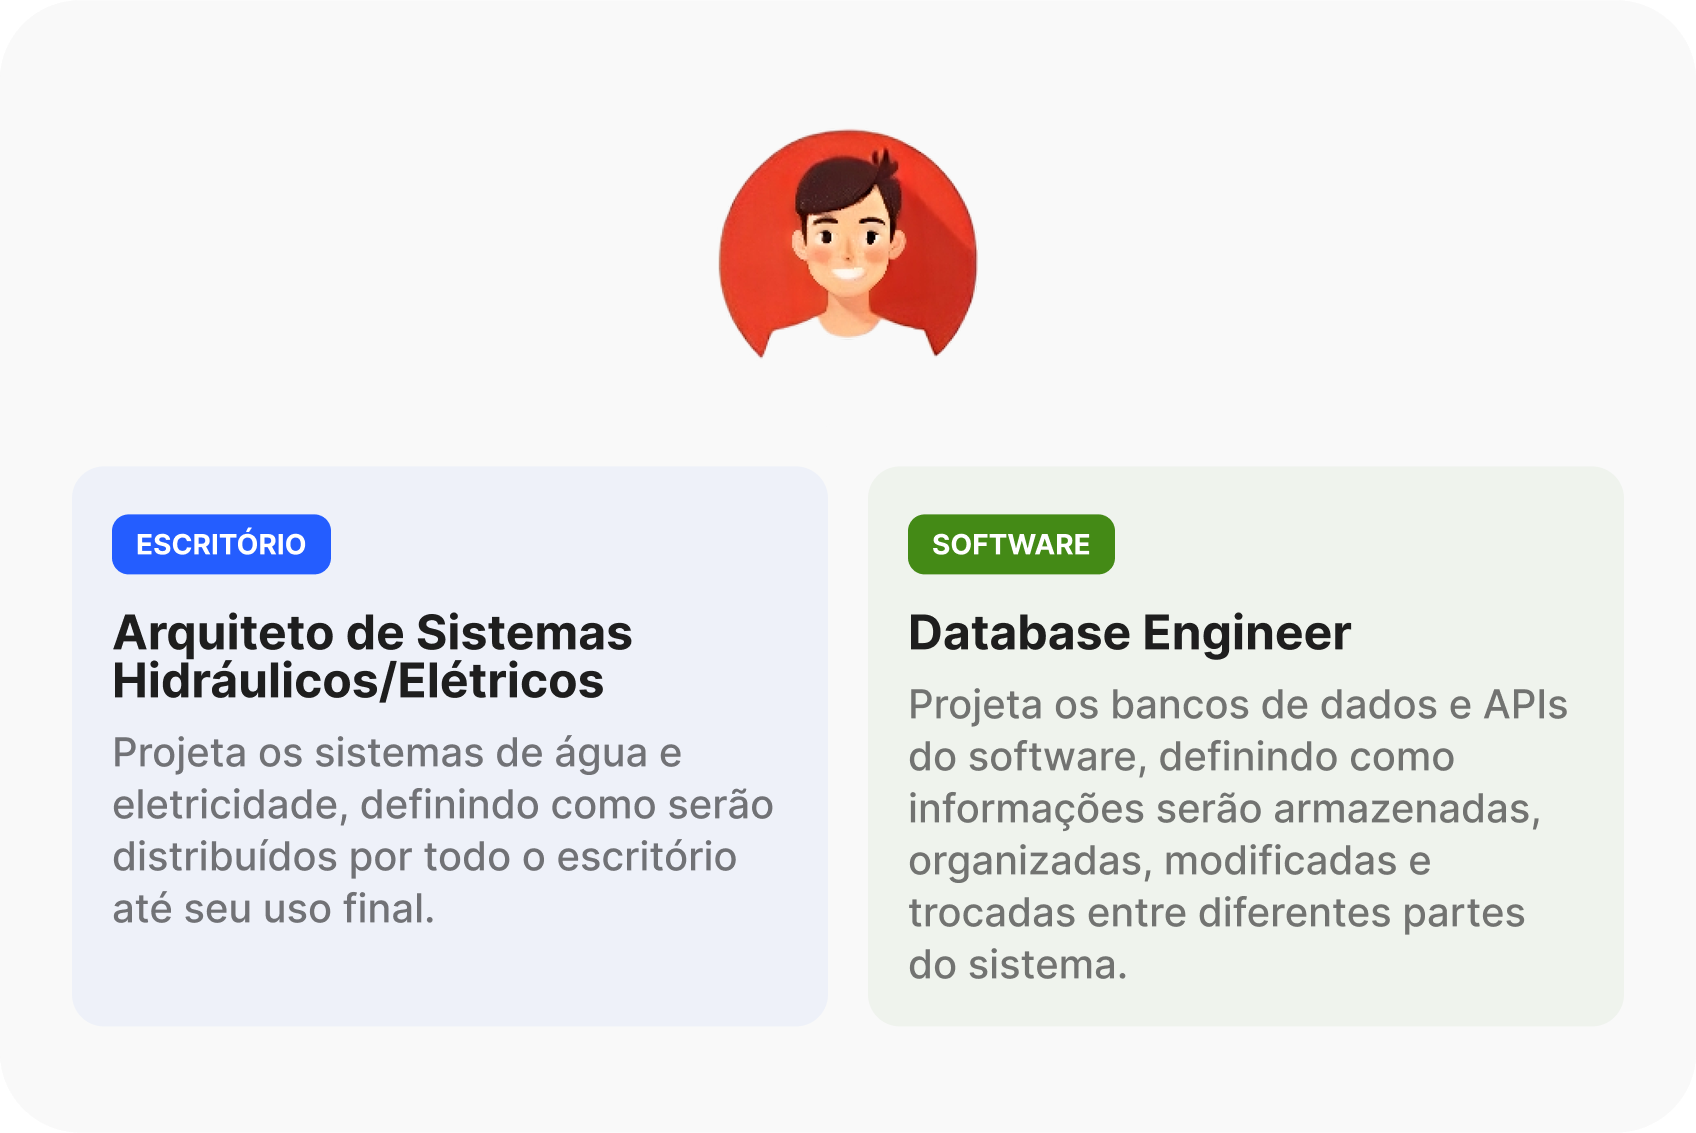 ESCRITÓRIO
Arquiteto de Sistemas
Hidráulicos/Elétricos
Projeta os sistemas de água e
eletricidade, definindo como serão
distribuídos por todo o escritório
até seu uso final.
SOFTWARE
Database Engineer
Projeta os bancos de dados e APIs
do software, definindo como
informações serão armazenadas,
organizadas, modificadas e
trocadas entre diferentes partes
do sistema.